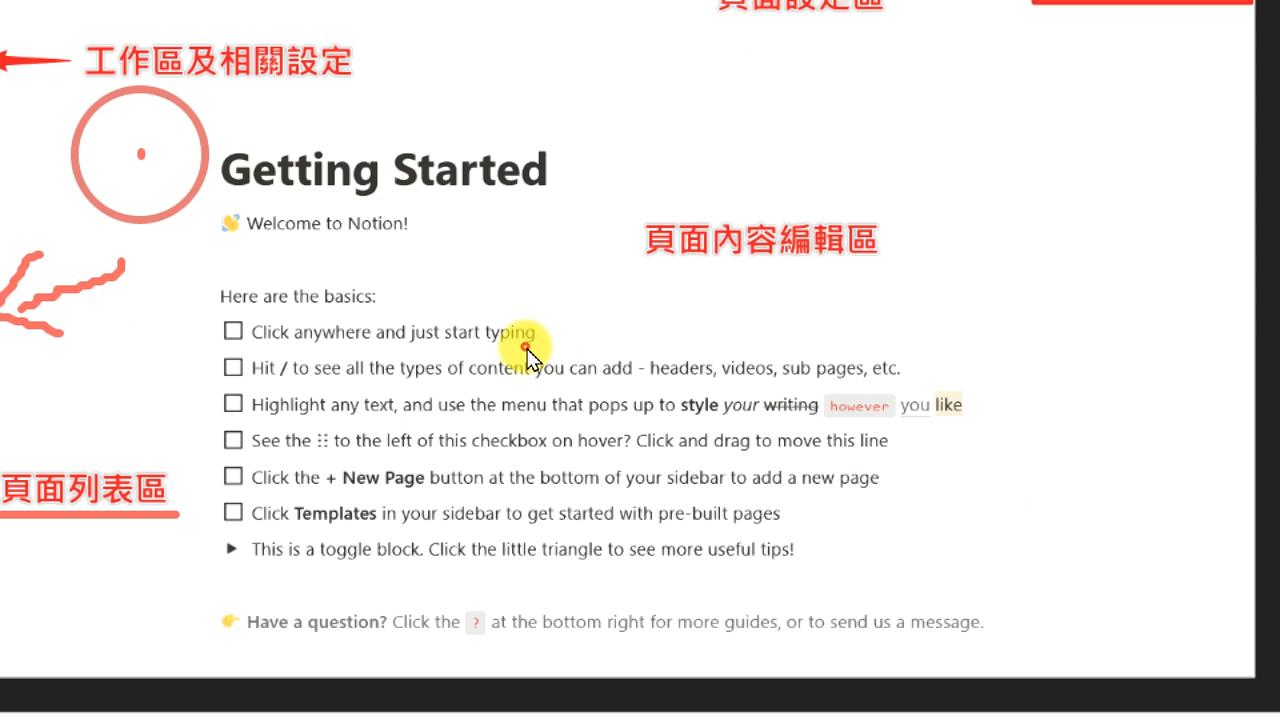 頁面設定區
工作區及相關設定
Getting Started
👋 Welcome to Notion!
頁面內容編輯區
Here are the basics:
Click anywhere and just start typing
Hit / to see all the types of content you can add - headers, videos, sub pages, etc.
Highlight any text, and use the menu that pops up to style your writing however you like
See the ⠿ to the left of this checkbox on hover? Click and drag to move this line
Click the + New Page button at the bottom of your sidebar to add a new page
頁面列表區
Click Templates in your sidebar to get started with pre-built pages
This is a toggle block. Click the little triangle to see more useful tips!
👉 Have a question? Click the ? at the bottom right for more guides, or to send us a message.